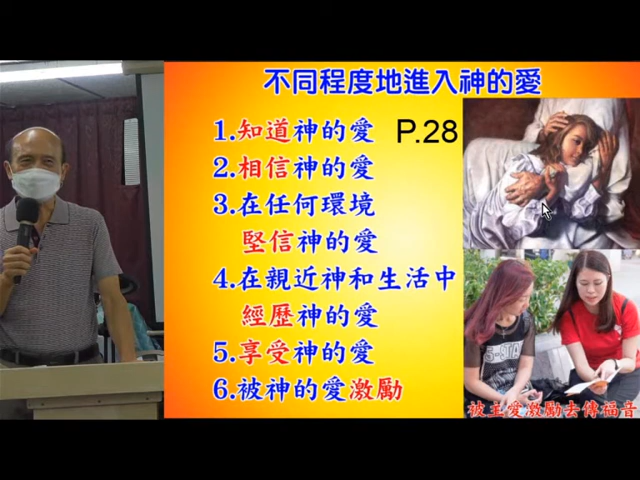 不同程度地進入神的愛
1.知道神的愛 P.28
2.相信神的愛
3.在任何環境
堅信神的愛
4.在親近神和生活中
經歷神的愛
5.享受神的愛
6.被神的愛激勵
被主愛激勵去傳福音